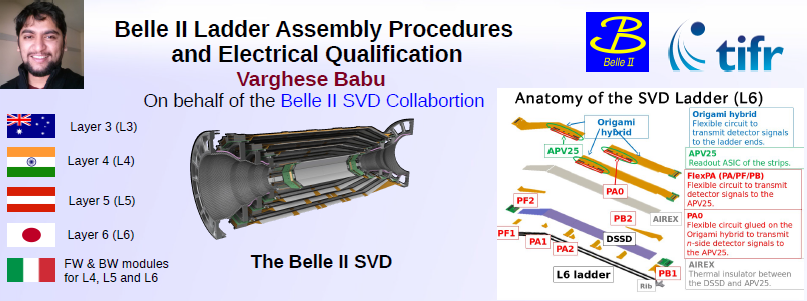 Belle II Ladder Assembly Procedures
and Electrical Qualification
Varghese Babu
On behalf of the Belle II SVD Collabortion
B
Belle II
tifr
Layer 3 (L3)
Layer 4 (L4)
Layer 5 (L5)
Layer 6 (L6)
FW & BW modules
for L4, L5 and L6
The Belle II SVD
Anatomy of the SVD Ladder (L6)
Origami
hybrid
APV25
PA0
PF2
PB2
AIREX
PF1
PA1
PA2
DSSD
L6 ladder
PB1
Rib
Origami hybrid
Flexible circuit to
transmit detector signals
to the ladder ends.
APV25
Readout ASIC of the strips.
FlexPA (PA/PF/PB)
Flexible circuit to transmit
detector signals to the
APV25.
PA0
Flexible circuit glued on the
Origami hybrid to transmit
n-side detector signals to
the APV25.
AIREX
Thermal insulator between
the DSSD and APV25.